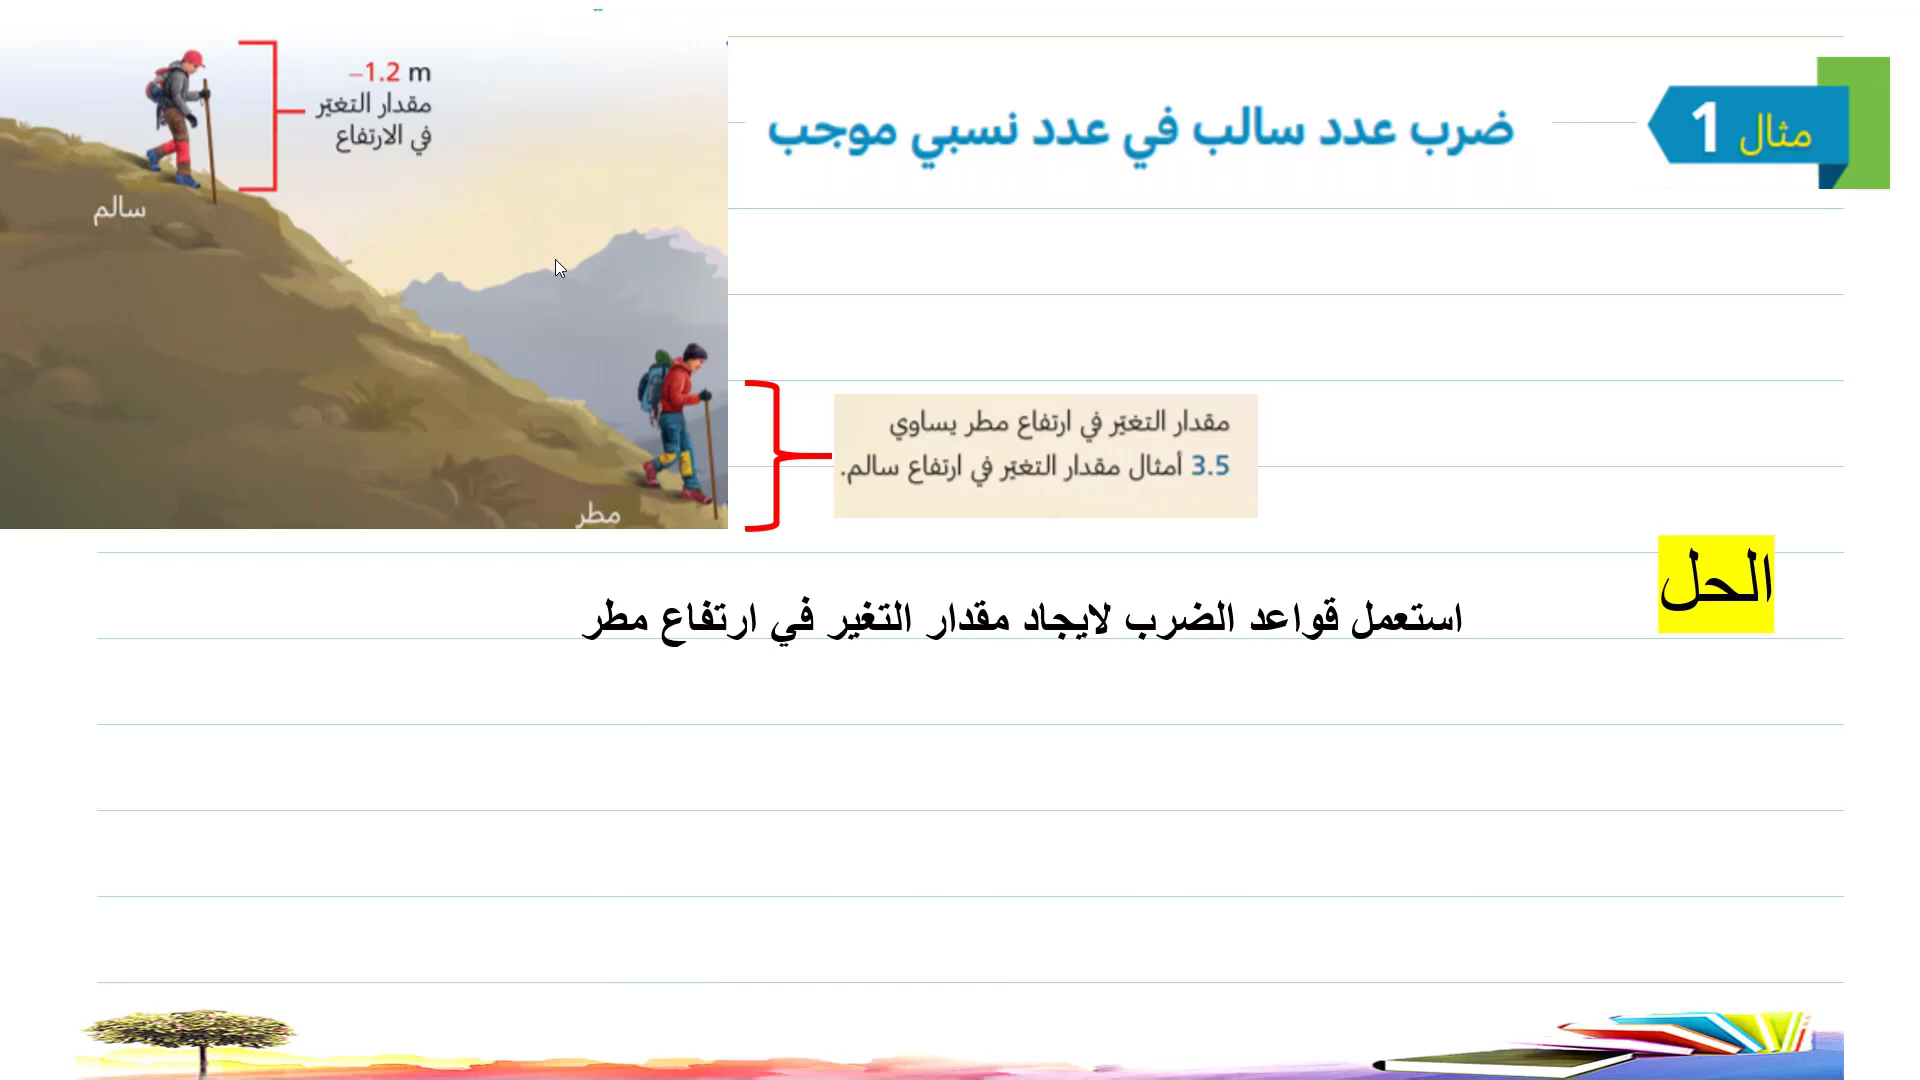 مثال 1
ضرب عدد سالب في عدد نسبي موجب
–1.2 m
مقدار التغيّر
في الارتفاع
سالم
مقدار التغيّر في ارتفاع مطر يساوي
3.5 أمثال مقدار التغيّر في ارتفاع سالم.
مطر
الحل
استعمل قواعد الضرب لايجاد مقدار التغير في ارتفاع مطر